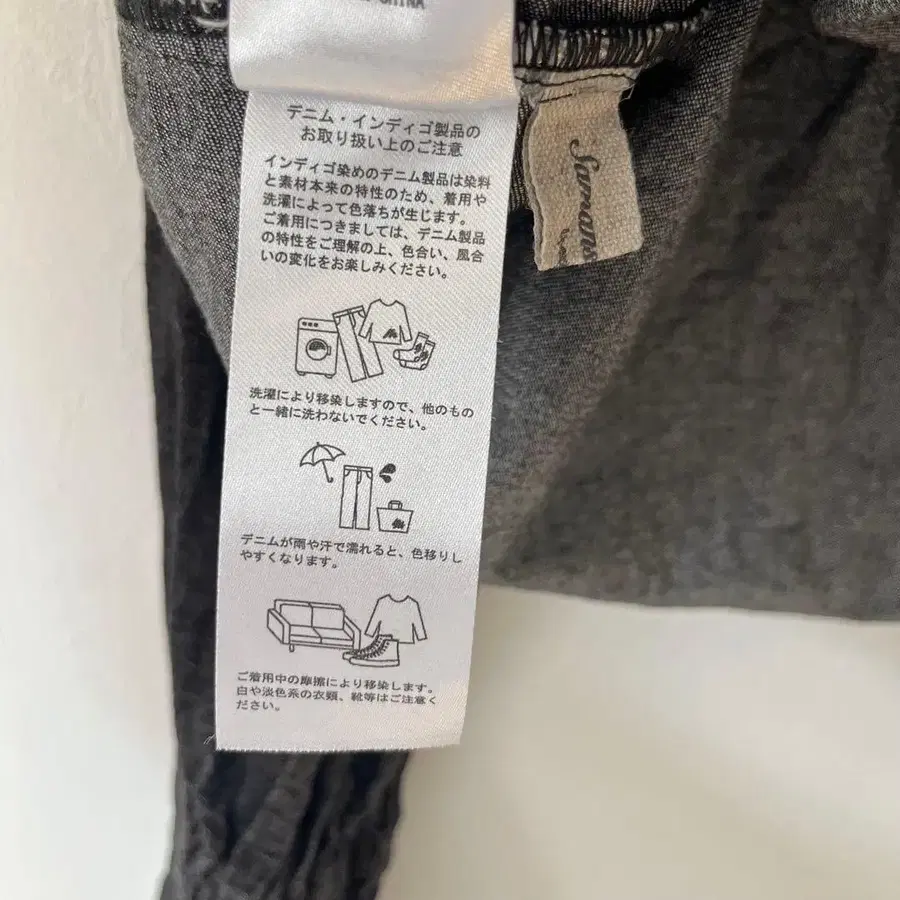 CHINA
デニム・インディゴ製品の
お取り扱い上のご注意
インディゴ染めのデニム製品は染料
と素材本来の特性のため、着用や
洗濯によって色落ちが生じます。
ご着用につきましては、デニム製品
の特性をご理解の上、色合い、風合
いの変化をお楽しみください。
洗濯により移染しますので、他のもの
と一緒に洗わないでください。
デニムが雨や汗で濡れると、色移りし
やすくなります。
ご着用中の摩擦により移染します。
白や淡色系の衣類、靴等はご注意く
ださい。
Samans